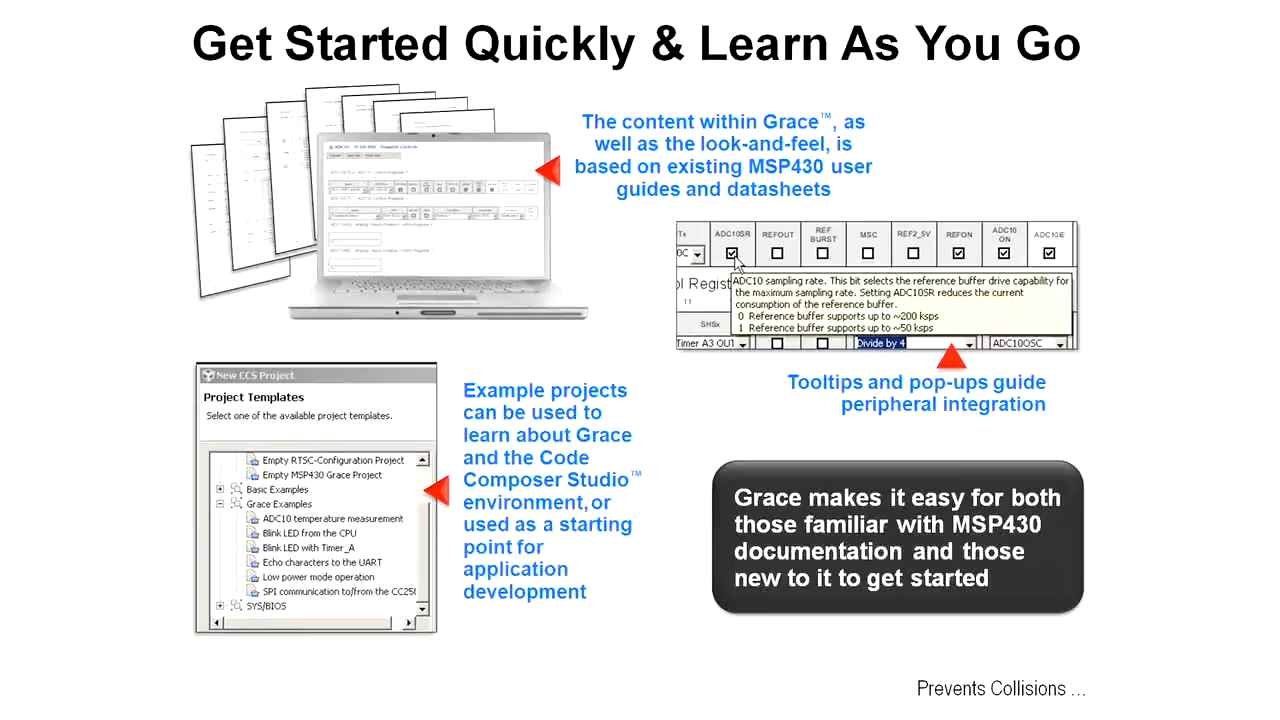 Get Started Quickly & Learn As You Go
The content within Grace™, as
well as the look-and-feel, is
based on existing MSP430 user
guides and datasheets
ADC10SR REFOUT REF BURST MSC REF2_5V REFON ADC10 ON ADC10IE
ADC10 sampling rate. This bit selects the reference buffer drive capability for
the maximum sampling rate. Setting ADC10SR reduces the current
consumption of the reference buffer.
0 Reference buffer supports up to ~200 ksps
1 Reference buffer supports up to ~50 ksps
ol Regist
11
SHSx
Timer A3 OUT Divide by 4 ADC10OSC
Tooltips and pop-ups guide
peripheral integration
New CCS Project
Project Templates
Select one of the available project templates.
Empty RTSC-Configuration Project
Empty MSP430 Grace Project
Basic Examples
Grace Examples
ADC10 temperature measurement
Blink LED from the CPU
Blink LED with Timer_A
Echo characters to the UART
Low power mode operation
SPI communication to/from the CC250
SYS/BIOS
Example projects
can be used to
learn about Grace
and the Code
Composer Studio™
environment, or
used as a starting
point for
application
development
Grace makes it easy for both
those familiar with MSP430
documentation and those
new to it to get started
Prevents Collisions ...